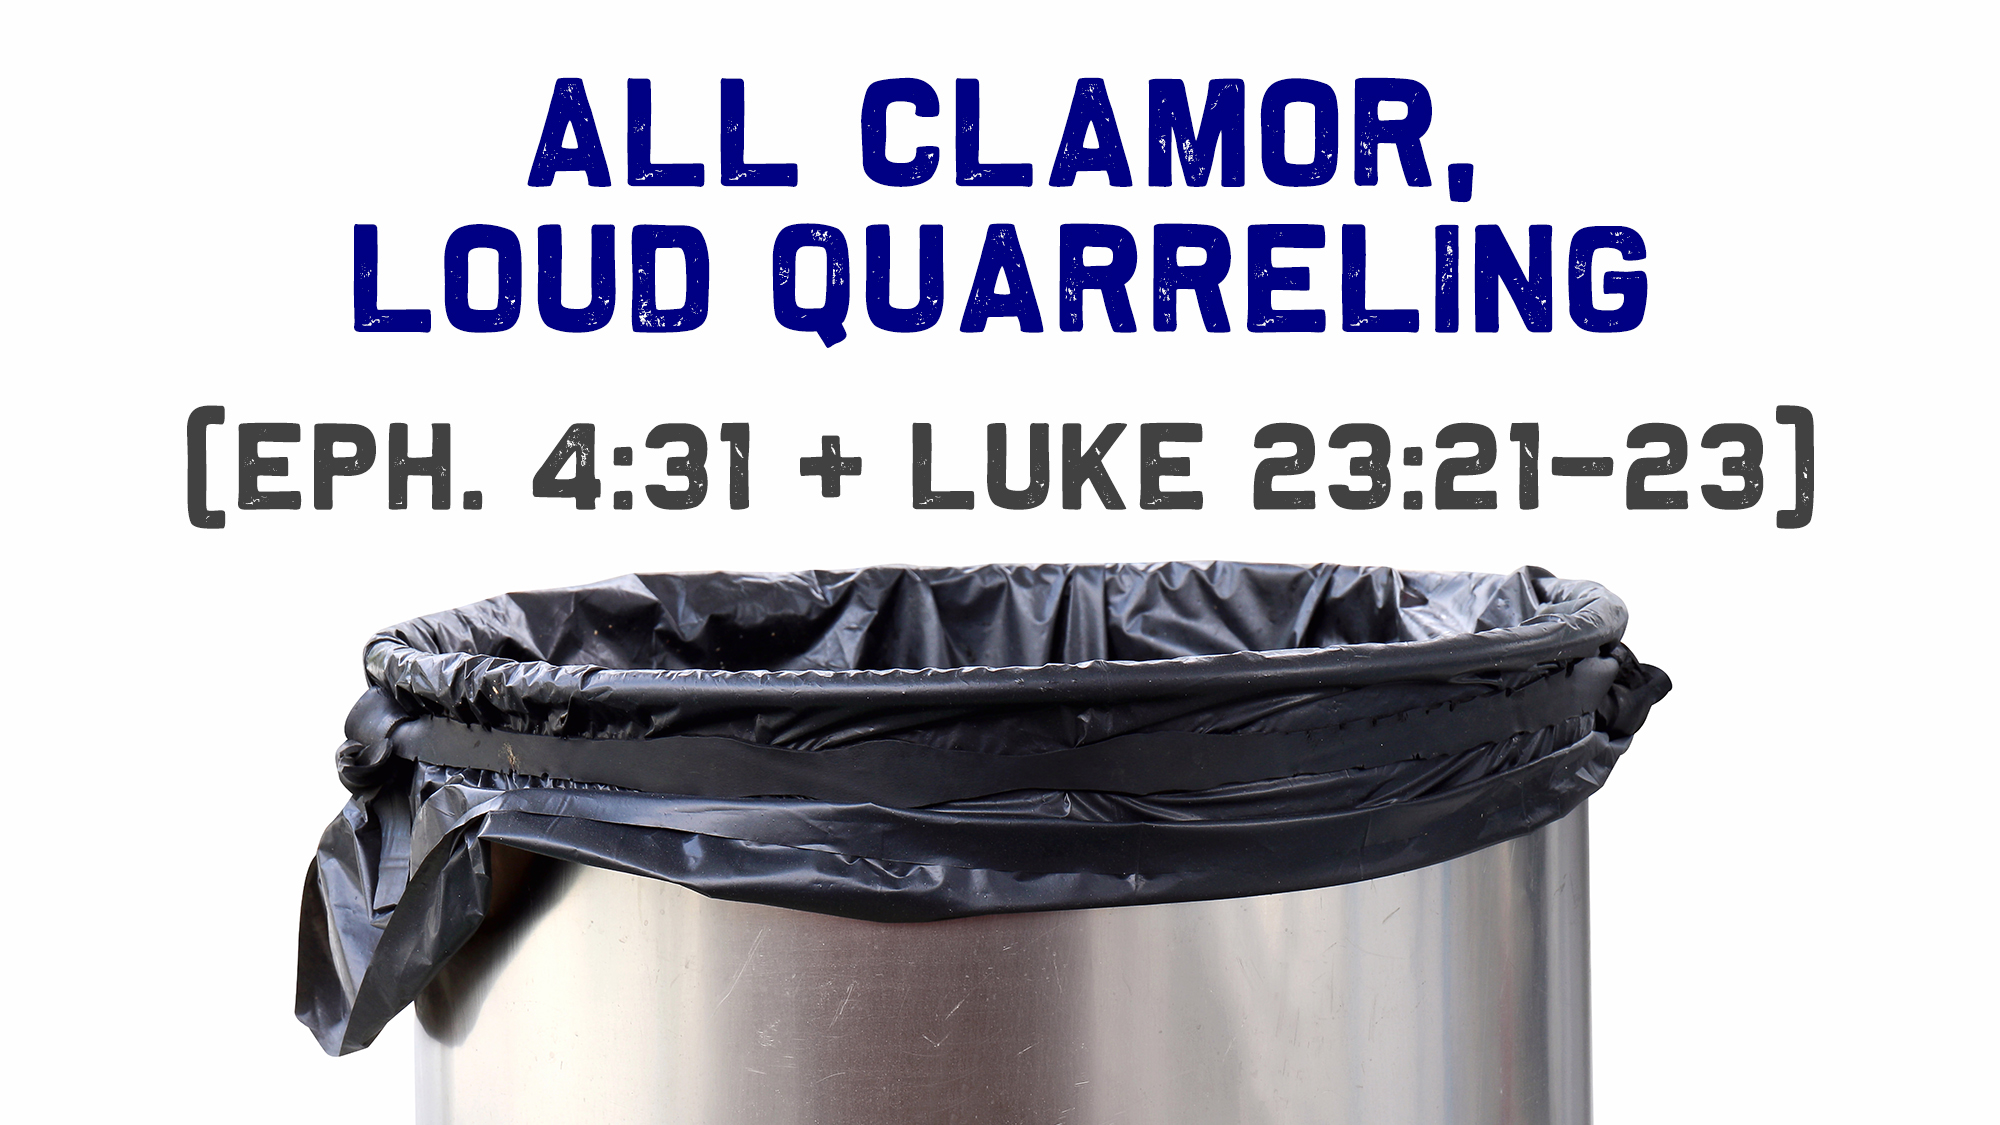 ALL CLAMOR,
LOUD QUARRELING
[EPH. 4:31 + LUKE 23:21-23]